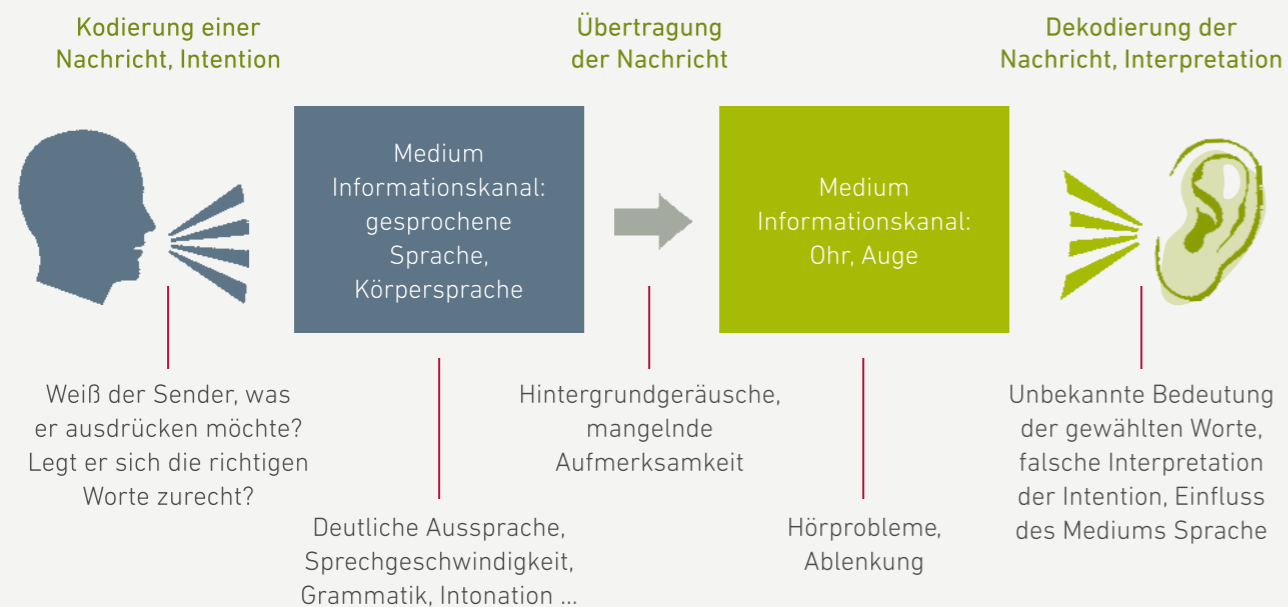 Kodierung einer
Nachricht, Intention
Übertragung
der Nachricht
Dekodierung der
Nachricht, Interpretation
Medium
Informationskanal:
gesprochene
Sprache,
Körpersprache
Medium
Informationskanal:
Ohr, Auge
Weiß der Sender, was
er ausdrücken möchte?
Legt er sich die richtigen
Worte zurecht?
Deutliche Aussprache,
Sprechgeschwindigkeit,
Grammatik, Intonation ...
Hintergrundgeräusche,
mangelnde
Aufmerksamkeit
Hörprobleme,
Ablenkung
Unbekannte Bedeutung
der gewählten Worte,
falsche Interpretation
der Intention, Einfluss
des Mediums Sprache